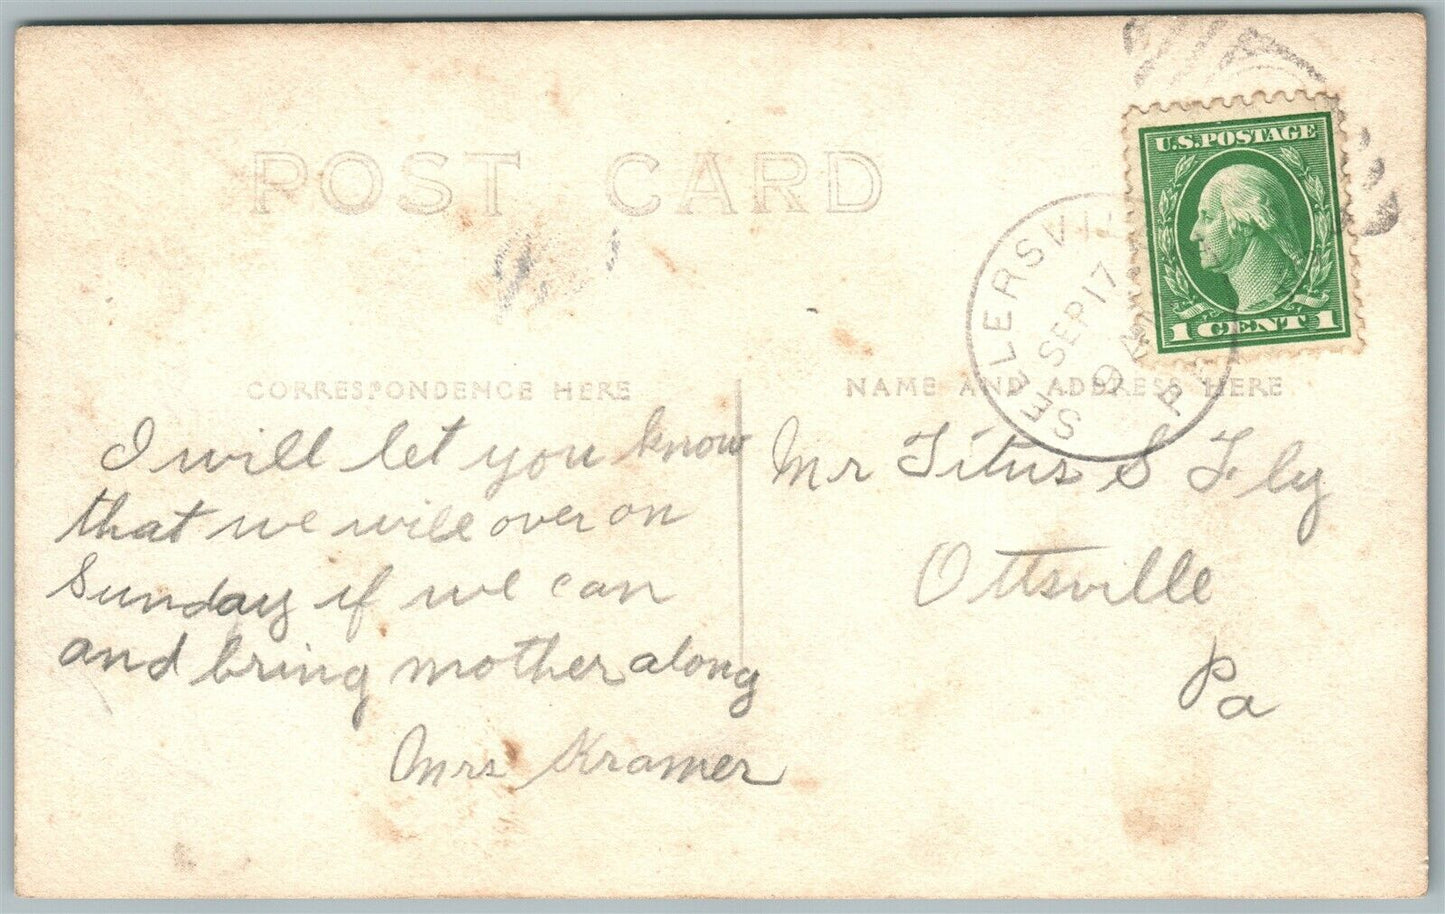 POST CARD
U.S. POSTAGE
1 CENT 1
SELLERSVIL
SEP 17
CORRESPONDENCE HERE
NAME AND ADDRESS HERE
I will let you know
that we will over on
Sunday if we can
and bring mother along
Mrs Kramer
Mr Titus S Fly
Ottsville
Pa